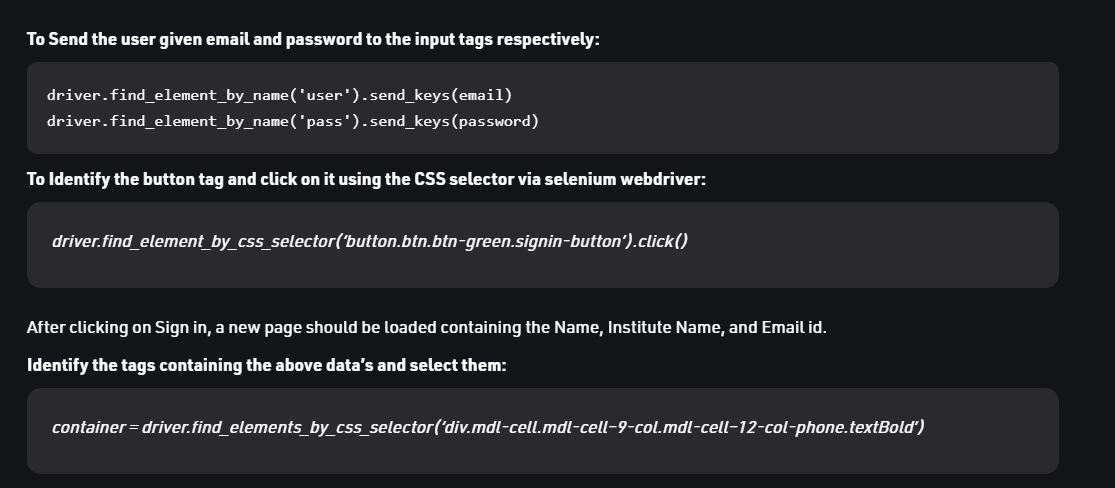 To Send the user given email and password to the input tags respectively:
driver.find_element_by_name('user').send_keys(email)
driver.find_element_by_name('pass').send_keys(password)
To Identify the button tag and click on it using the CSS selector via selenium webdriver:
driver.find_element_by_css_selector(‘button.btn.btn-green.signin-button’).click()
After clicking on Sign in, a new page should be loaded containing the Name, Institute Name, and Email id.
Identify the tags containing the above data’s and select them:
container = driver.find_elements_by_css_selector(‘div.mdl-cell.mdl-cell–9-col.mdl-cell–12-col-phone.textBold’)